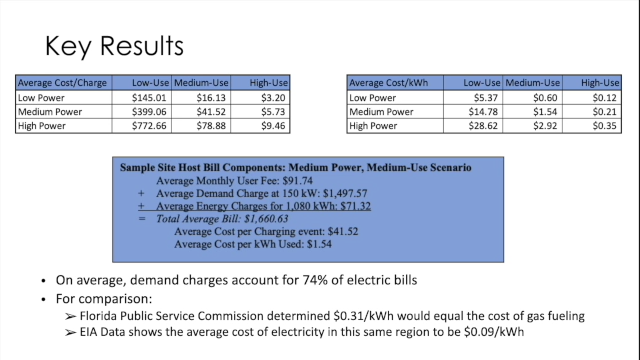 Key Results
Average Cost/Charge Low-Use Medium-Use High-Use
Low Power $145.01 $16.13 $3.20
Medium Power $399.06 $41.52 $5.73
High Power $772.66 $78.88 $9.46
Average Cost/kWh Low-Use Medium-Use High-Use
Low Power $5.37 $0.60 $0.12
Medium Power $14.78 $1.54 $0.21
High Power $28.62 $2.92 $0.35
Sample Site Host Bill Components: Medium Power, Medium-Use Scenario
Average Monthly User Fee: $91.74
+ Average Demand Charge at 150 kW: $1,497.57
+ Average Energy Charges for 1,080 kWh: $71.32
= Total Average Bill: $1,660.63
Average Cost per Charging event: $41.52
Average Cost per kWh Used: $1.54
• On average, demand charges account for 74% of electric bills
• For comparison:
➢ Florida Public Service Commission determined $0.31/kWh would equal the cost of gas fueling
➢ EIA Data shows the average cost of electricity in this same region to be $0.09/kWh